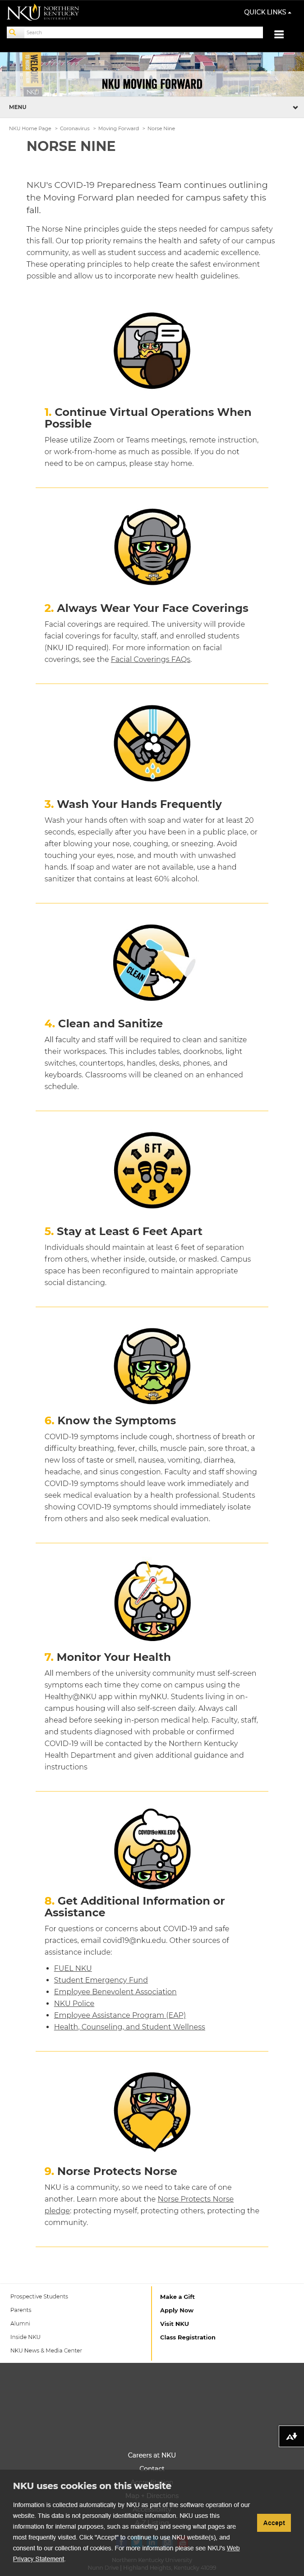 NKU NORTHERN KENTUCKY UNIVERSITY
QUICK LINKS
Search
WELCOME
NKU
NKU MOVING FORWARD
MENU
NKU Home Page > Coronavirus > Moving Forward > Norse Nine
NORSE NINE
NKU's COVID-19 Preparedness Team continues outlining
the Moving Forward plan needed for campus safety this
fall.
The Norse Nine principles guide the steps needed for campus safety
this fall. Our top priority remains the health and safety of our campus
community, as well as student success and academic excellence.
These operating principles to help create the safest environment
possible and allow us to incorporate new health guidelines.
1. Continue Virtual Operations When
Possible
Please utilize Zoom or Teams meetings, remote instruction,
or work-from-home as much as possible. If you do not
need to be on campus, please stay home.
2. Always Wear Your Face Coverings
Facial coverings are required. The university will provide
facial coverings for faculty, staff, and enrolled students
(NKU ID required). For more information on facial
coverings, see the Facial Coverings FAQs.
3. Wash Your Hands Frequently
Wash your hands often with soap and water for at least 20
seconds, especially after you have been in a public place, or
after blowing your nose, coughing, or sneezing. Avoid
touching your eyes, nose, and mouth with unwashed
hands. If soap and water are not available, use a hand
sanitizer that contains at least 60% alcohol.
CLEAN
4. Clean and Sanitize
All faculty and staff will be required to clean and sanitize
their workspaces. This includes tables, doorknobs, light
switches, countertops, handles, desks, phones, and
keyboards. Classrooms will be cleaned on an enhanced
schedule.
6 FT
5. Stay at Least 6 Feet Apart
Individuals should maintain at least 6 feet of separation
from others, whether inside, outside, or masked. Campus
space has been reconfigured to maintain appropriate
social distancing.
6. Know the Symptoms
COVID-19 symptoms include cough, shortness of breath or
difficulty breathing, fever, chills, muscle pain, sore throat, a
new loss of taste or smell, nausea, vomiting, diarrhea,
headache, and sinus congestion. Faculty and staff showing
COVID-19 symptoms should leave work immediately and
seek medical evaluation by a health professional. Students
showing COVID-19 symptoms should immediately isolate
from others and also seek medical evaluation.
7. Monitor Your Health
All members of the university community must self-screen
symptoms each time they come on campus using the
Healthy@NKU app within myNKU. Students living in on-
campus housing will also self-screen daily. Always call
ahead before seeking in-person medical help. Faculty, staff,
and students diagnosed with probable or confirmed
COVID-19 will be contacted by the Northern Kentucky
Health Department and given additional guidance and
instructions
COVID19@NKU.EDU
8. Get Additional Information or
Assistance
For questions or concerns about COVID-19 and safe
practices, email covid19@nku.edu. Other sources of
assistance include:
• FUEL NKU
• Student Emergency Fund
• Employee Benevolent Association
• NKU Police
• Employee Assistance Program (EAP)
• Health, Counseling, and Student Wellness
9. Norse Protects Norse
NKU is a community, so we need to take care of one
another. Learn more about the Norse Protects Norse
pledge: protecting myself, protecting others, protecting the
community.
Prospective Students
Parents
Alumni
Inside NKU
NKU News & Media Center
Make a Gift
Apply Now
Visit NKU
Class Registration
Careers at NKU
Contact
NKU uses cookies on this website
Information is collected automatically by NKU as part of the software operation of our
website. This data is not personally identifiable information. NKU uses this
information for internal purposes, such as seeing what pages are
most frequently visited. Click "Accept" to continue to use NKU website(s), and
consent to our collection of cookies. For more information please see NKU's Web
Privacy Statement.
Accept